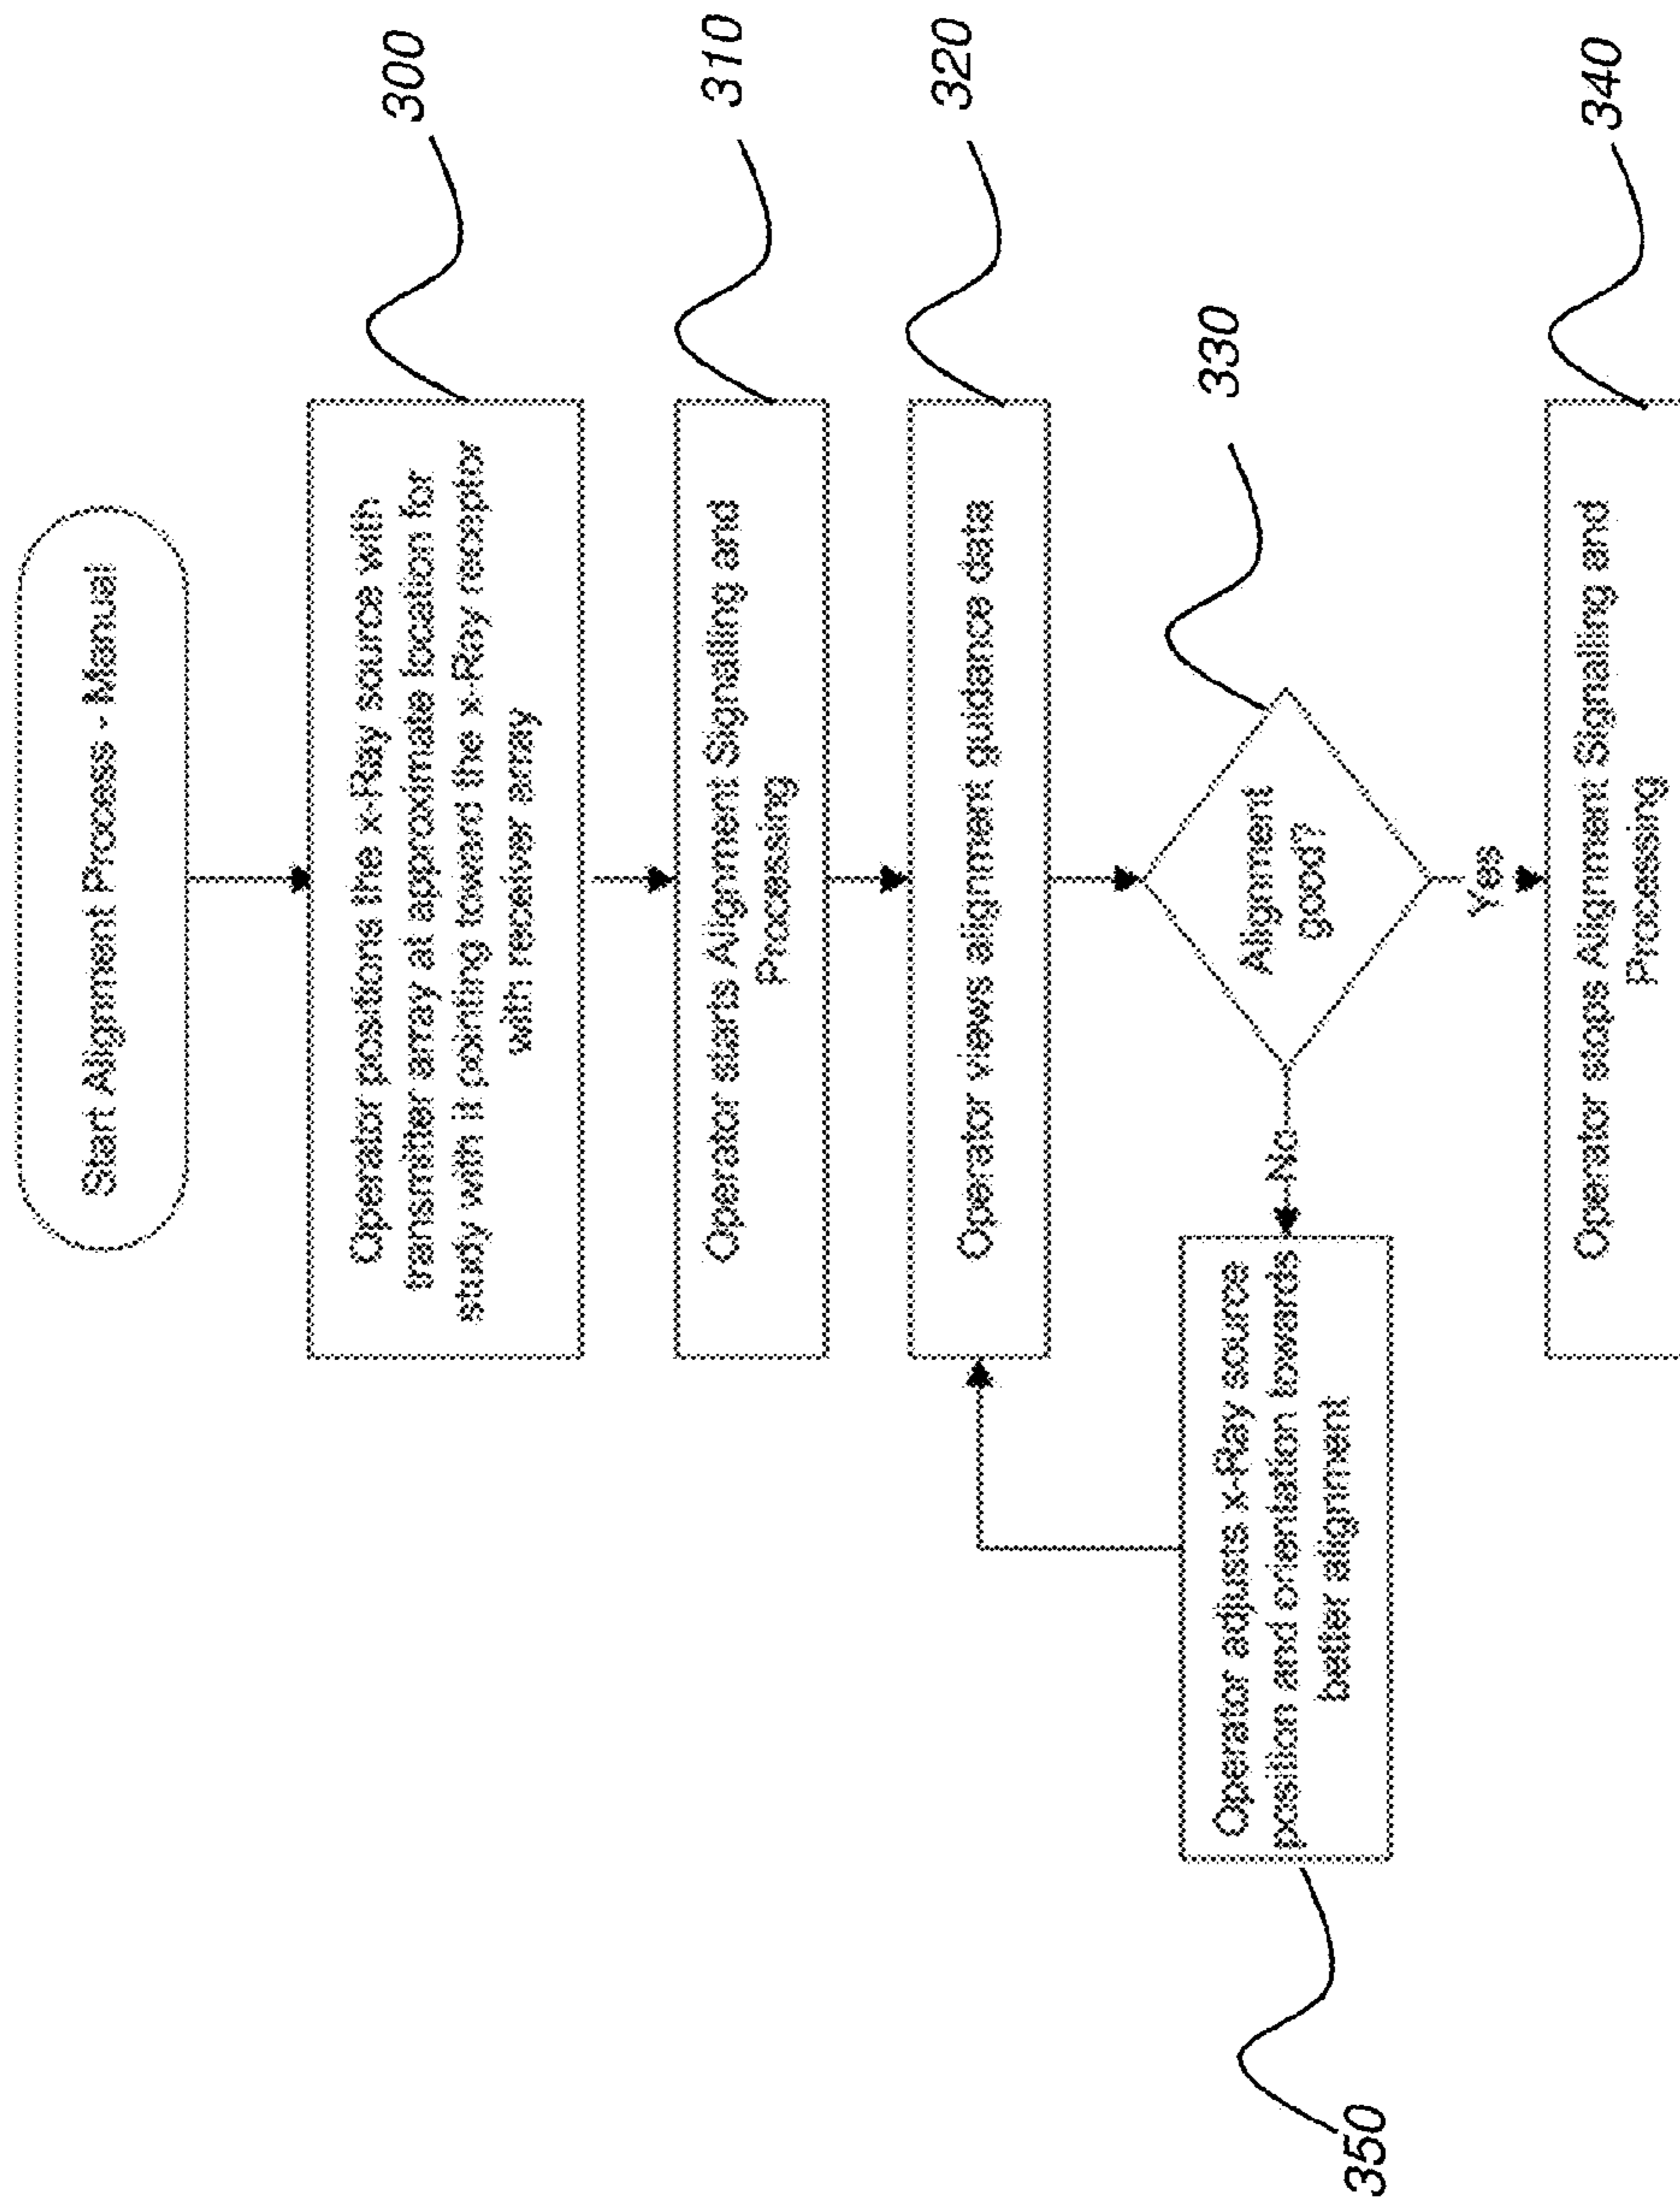 Start Alignment Process - Manual
Operator positions the x-Ray source with
transmitter array at approximate location for
study with it pointing toward the x-Ray receptor
with receiver array
300
Operator starts Alignment Signaling and
Processing
310
Operator views alignment guidance data
320
Alignment
good?
330
No
Yes
Operator adjusts x-Ray source
position and orientation towards
better alignment
350
Operator stops Alignment Signaling and
Processing
340